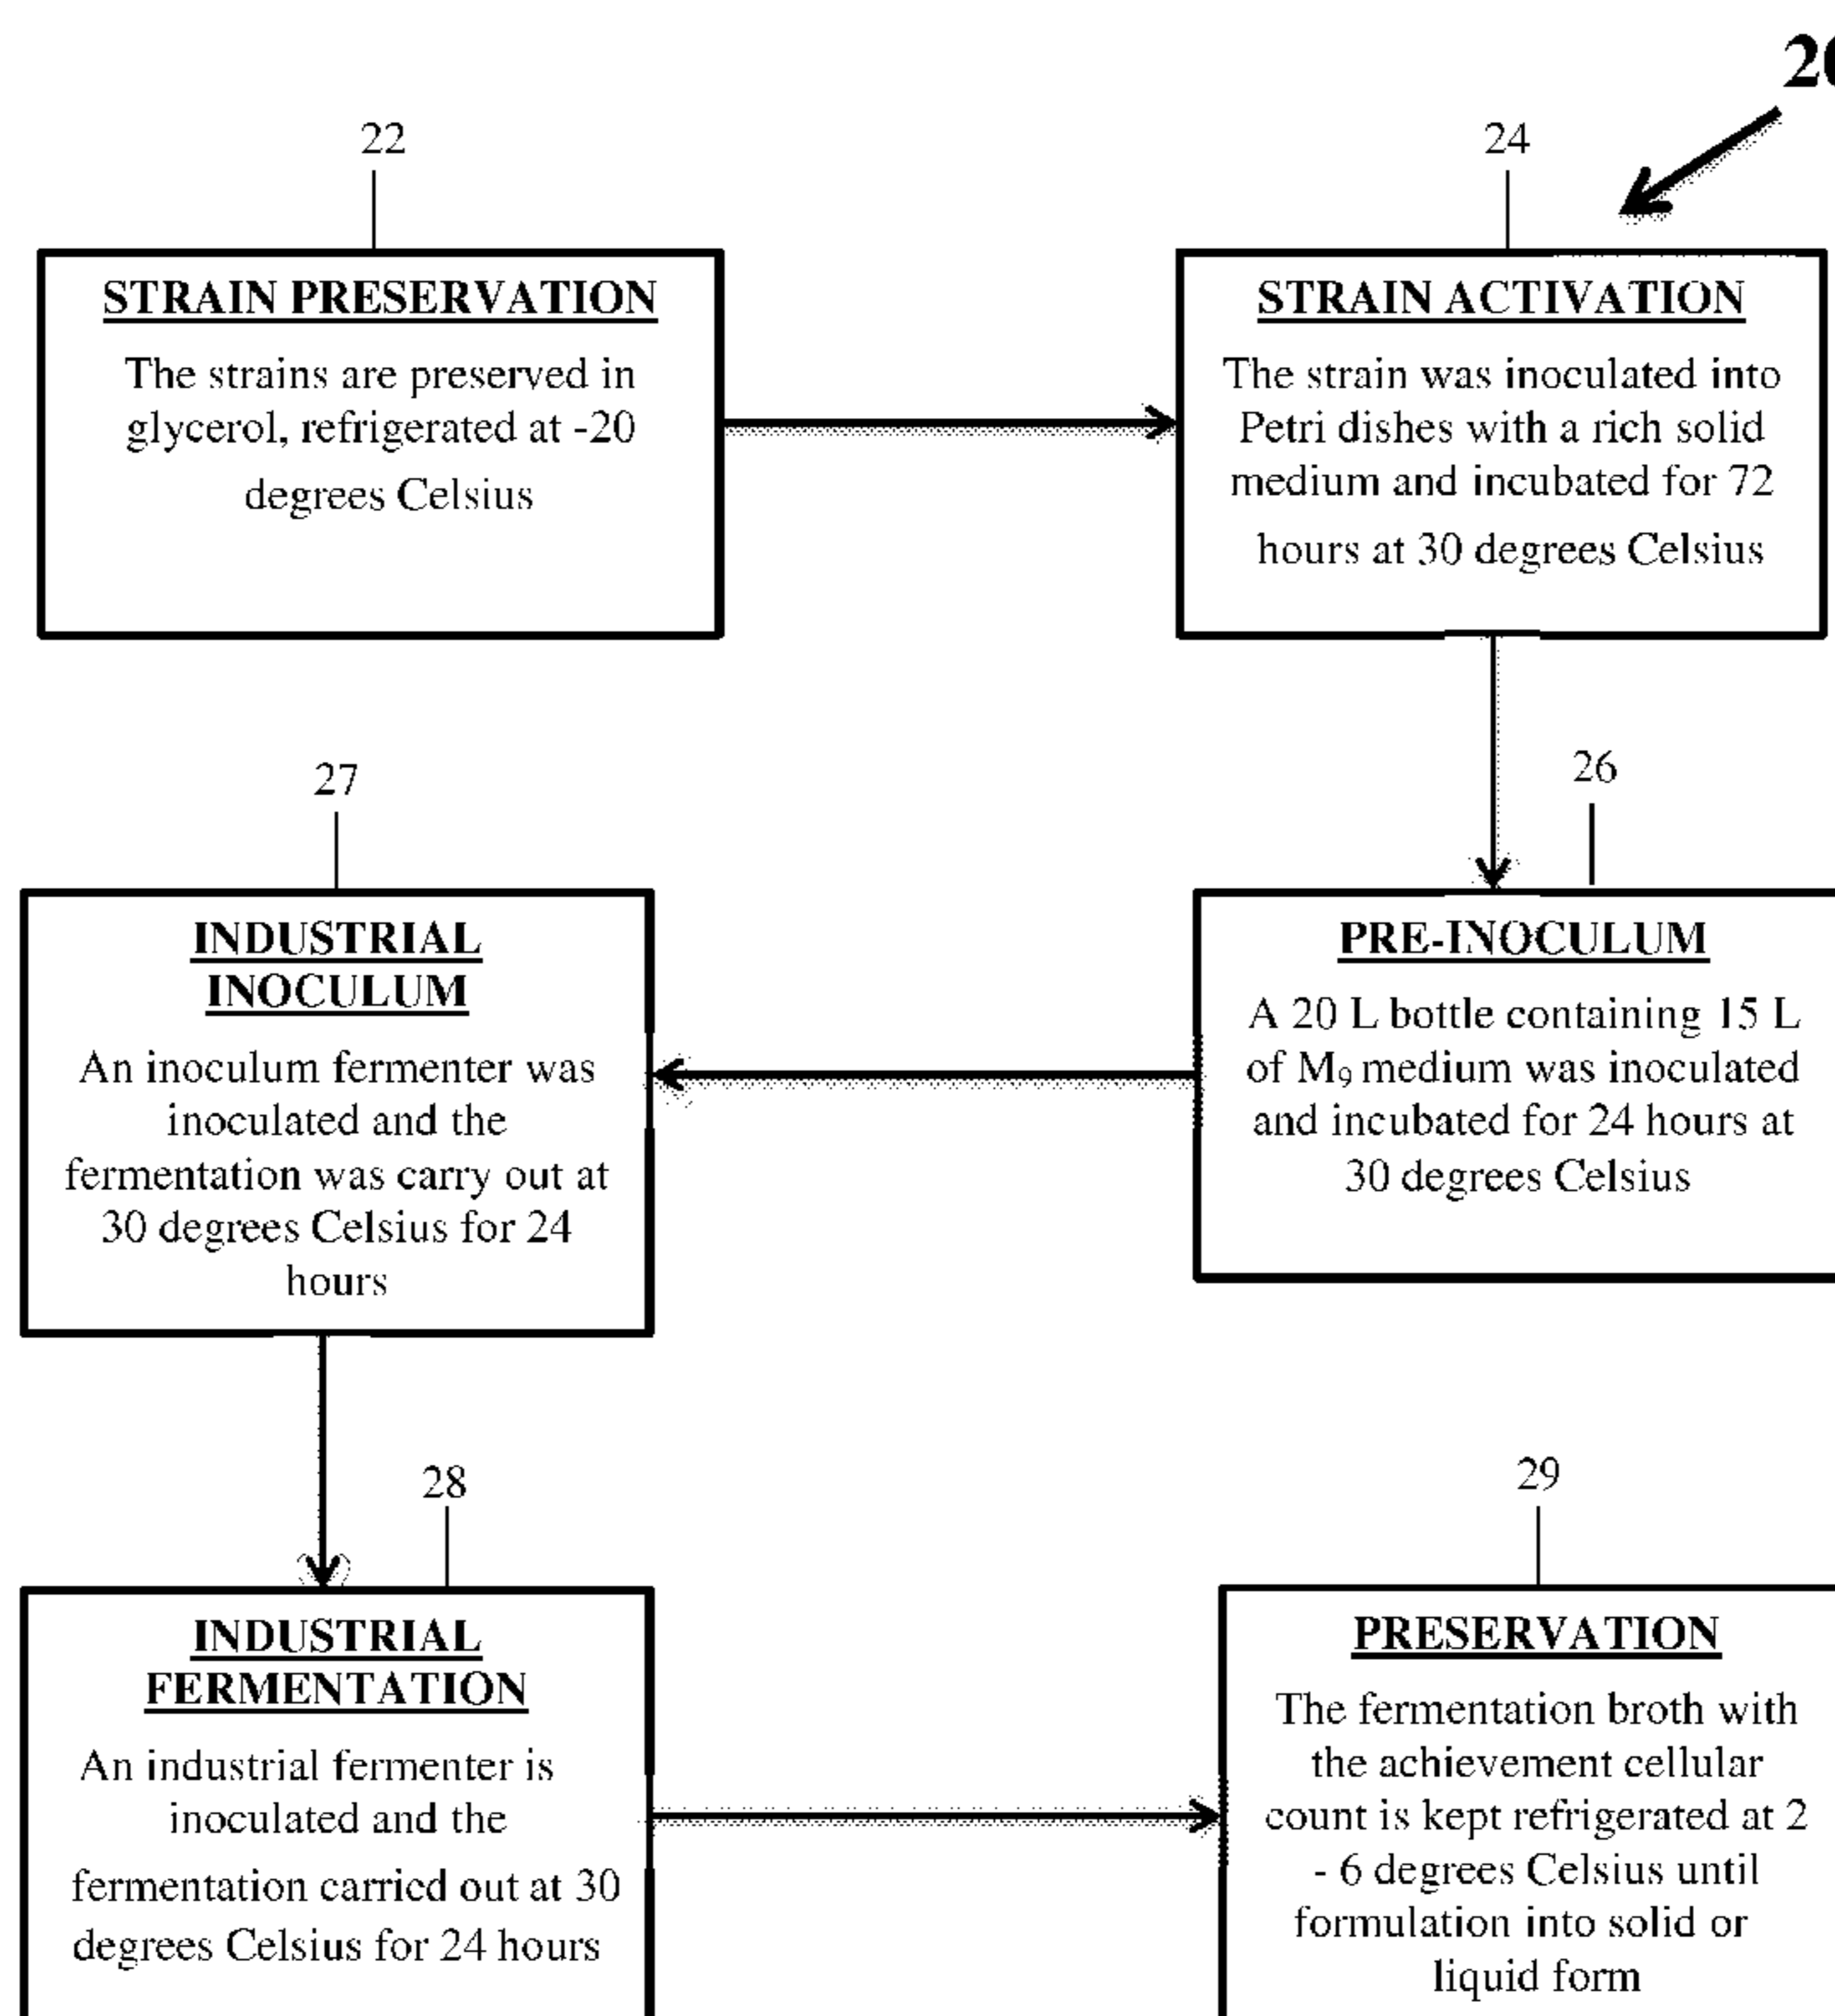 20
22
STRAIN PRESERVATION
The strains are preserved in
glycerol, refrigerated at -20
degrees Celsius
24
STRAIN ACTIVATION
The strain was inoculated into
Petri dishes with a rich solid
medium and incubated for 72
hours at 30 degrees Celsius
26
PRE-INOCULUM
A 20 L bottle containing 15 L
of M₉ medium was inoculated
and incubated for 24 hours at
30 degrees Celsius
27
INDUSTRIAL
INOCULUM
An inoculum fermenter was
inoculated and the
fermentation was carry out at
30 degrees Celsius for 24
hours
28
INDUSTRIAL
FERMENTATION
An industrial fermenter is
inoculated and the
fermentation carried out at 30
degrees Celsius for 24 hours
29
PRESERVATION
The fermentation broth with
the achievement cellular
count is kept refrigerated at 2
- 6 degrees Celsius until
formulation into solid or
liquid form